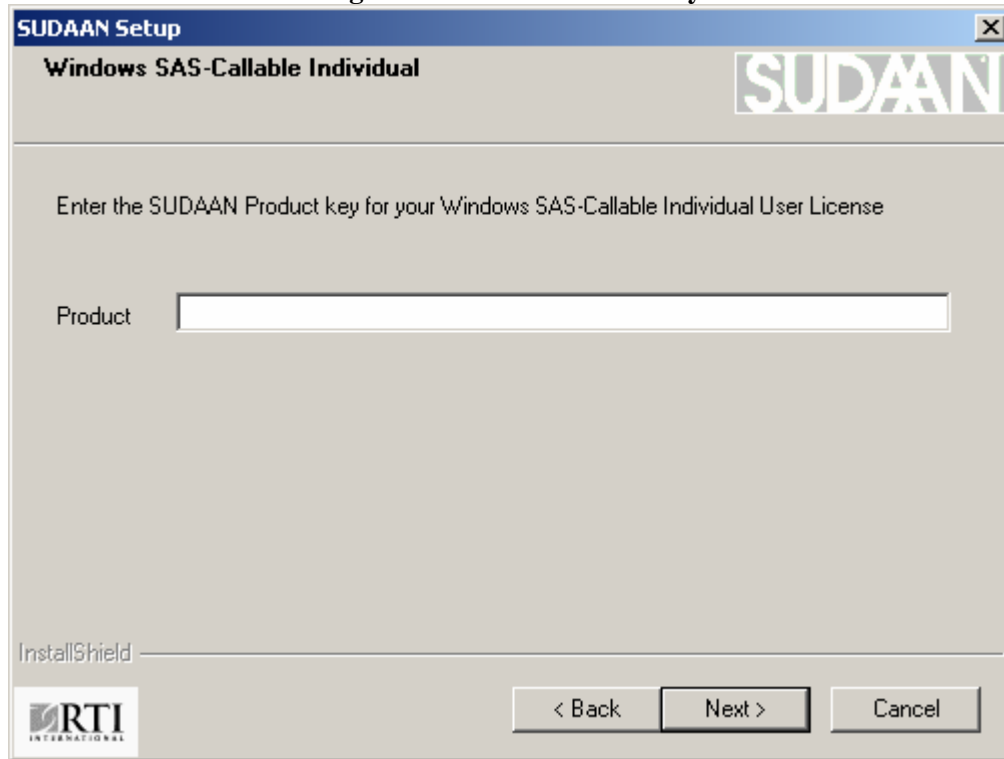 SUDAAN Setup
Windows SAS-Callable Individual
SUDAAN
Enter the SUDAAN Product key for your Windows SAS-Callable Individual User License
Product
InstallShield
RTI
INTERNATIONAL
< Back
Next >
Cancel